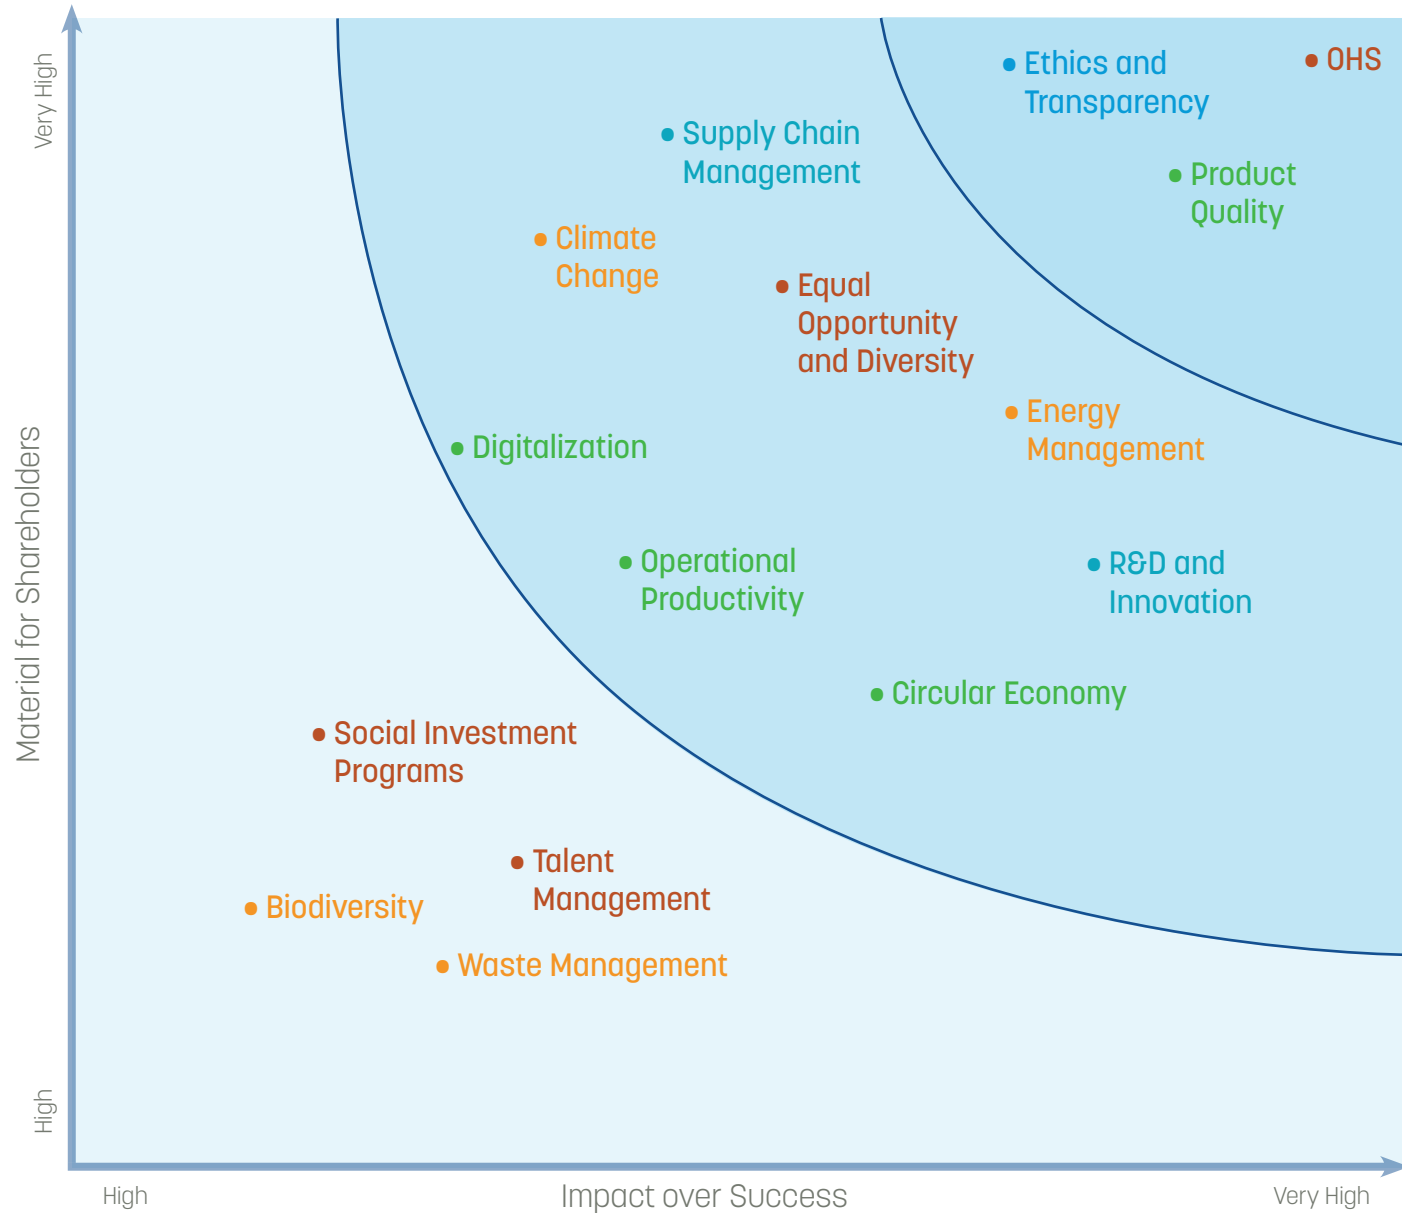 Very High
Material for Shareholders
High
Ethics and
Transparency
OHS
Supply Chain
Management
Product
Quality
Climate
Change
Equal
Opportunity
and Diversity
Energy
Management
Digitalization
Operational
Productivity
R&D and
Innovation
Circular Economy
Social Investment
Programs
Talent
Management
Biodiversity
Waste Management
High
Impact over Success
Very High